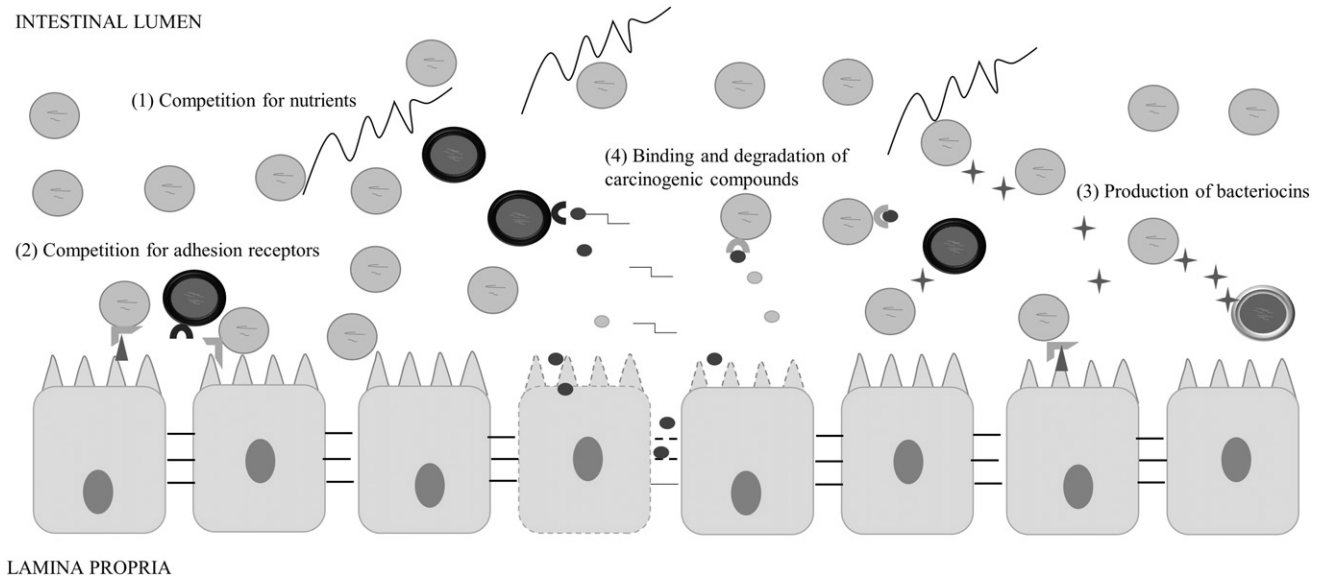 INTESTINAL LUMEN
(1) Competition for nutrients
(4) Binding and degradation of
carcinogenic compounds
(3) Production of bacteriocins
(2) Competition for adhesion receptors
LAMINA PROPRIA